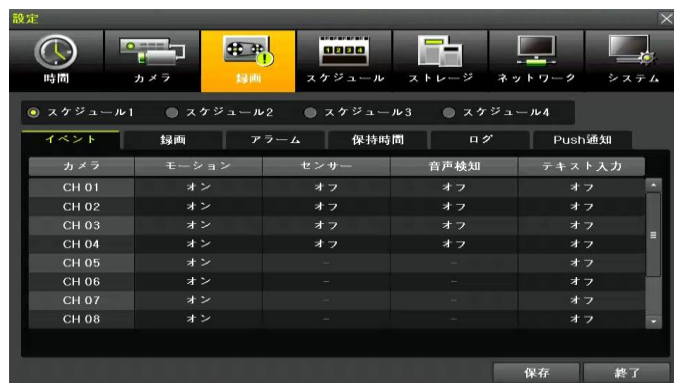 設定
時間 カメラ 録画 スケジュール ストレージ ネットワーク システム
スケジュール1 スケジュール2 スケジュール3 スケジュール4
イベント 録画 アラーム 保持時間 ログ Push通知
カメラ モーション センサー 音声検知 テキスト入力
CH 01 オン オフ オフ オフ
CH 02 オン オフ オフ オフ
CH 03 オン オフ オフ オフ
CH 04 オン オフ オフ オフ
CH 05 オン -- -- オフ
CH 06 オン -- -- オフ
CH 07 オン -- -- オフ
CH 08 オン -- -- オフ
保存 終了